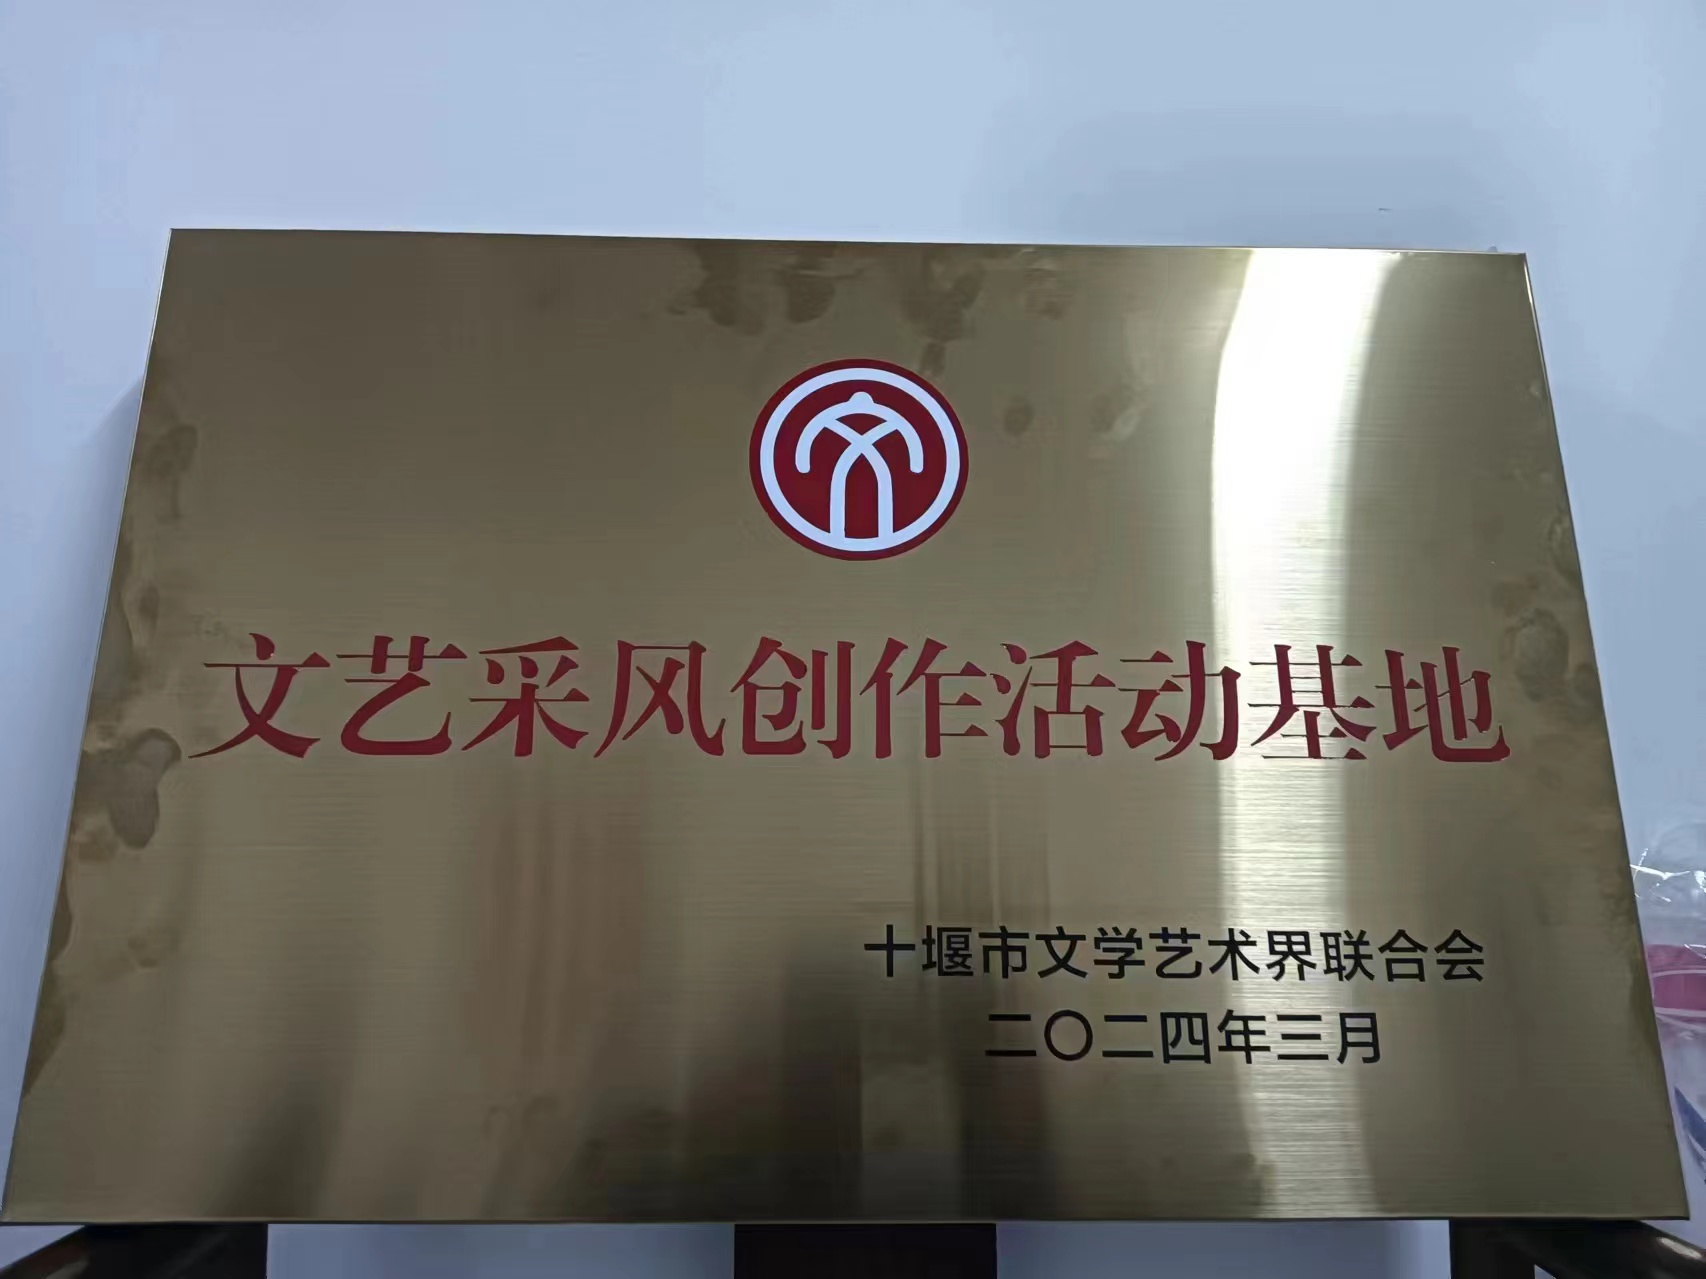 文艺采风创作活动基地
十堰市文学艺术界联合会
二〇二四年三月